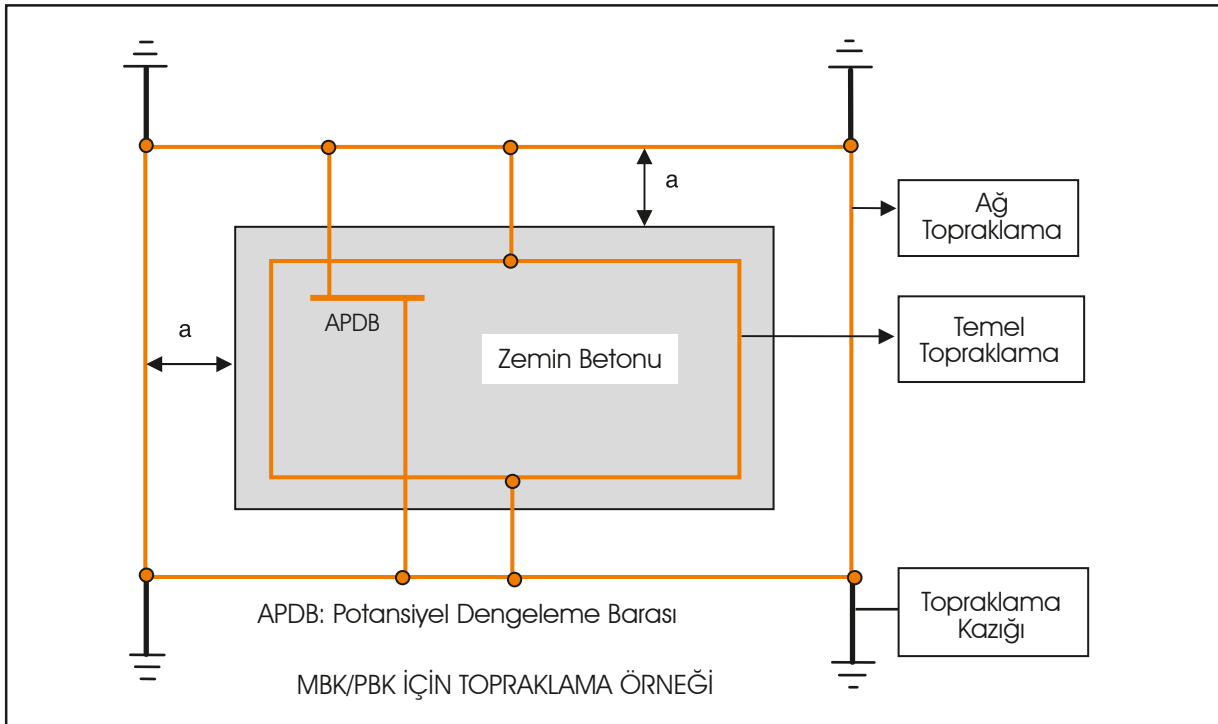 a
Ağ
Topraklama
a
APDB
Zemin Betonu
Temel
Topraklama
APDB: Potansiyel Dengeleme Barası
Topraklama
Kazığı
MBK/PBK İÇİN TOPRAKLAMA ÖRNEĞİ